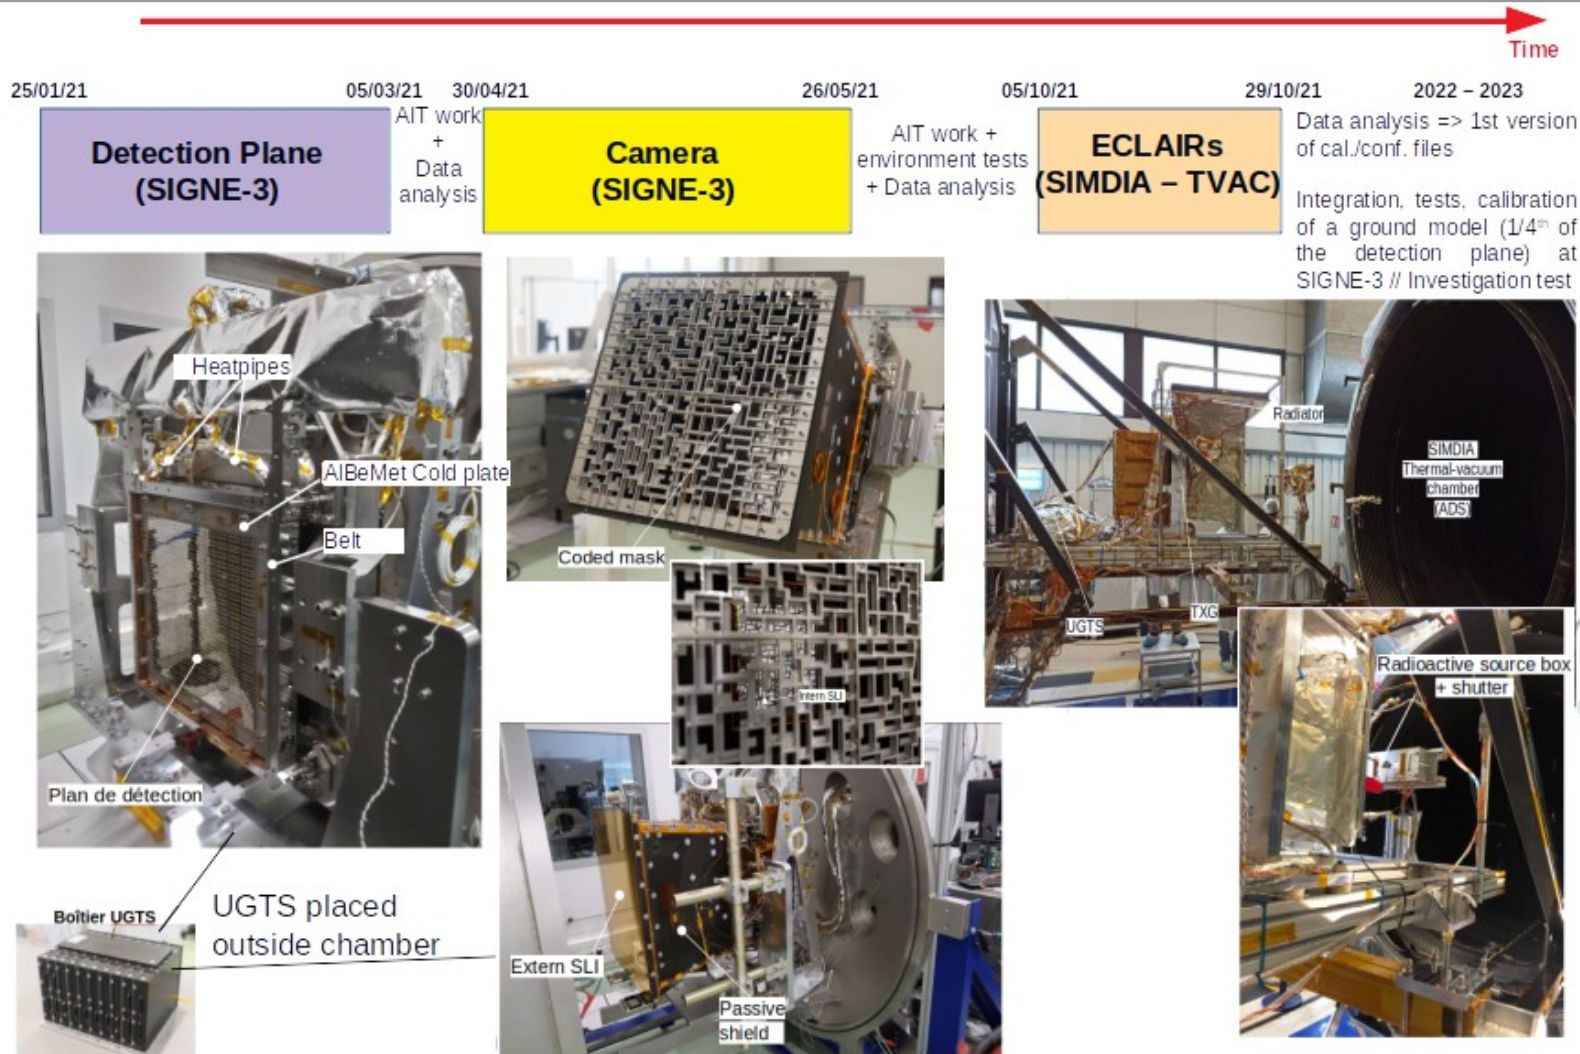 Time
25/01/21
05/03/21
30/04/21
26/05/21
05/10/21
29/10/21
2022 – 2023
Detection Plane
(SIGNE-3)
AIT work
+
Data
analysis
Camera
(SIGNE-3)
AIT work +
environment tests
+ Data analysis
ECLAIRs
(SIMDIA – TVAC)
Data analysis => 1st version
of cal./conf. files
Integration, tests, calibration
of a ground model (1/4th of
the detection plane) at
SIGNE-3 // Investigation test
Heatpipes
AlBeMet Cold plate
Belt
Plan de détection
Boîtier UGTS
UGTS placed
outside chamber
Coded mask
Intern SLI
Extern SLI
Passive
shield
Radiator
SIMDIA
Thermal-vacuum
chamber
(ADS)
UGTS
TXG
Radioactive source box
+ shutter